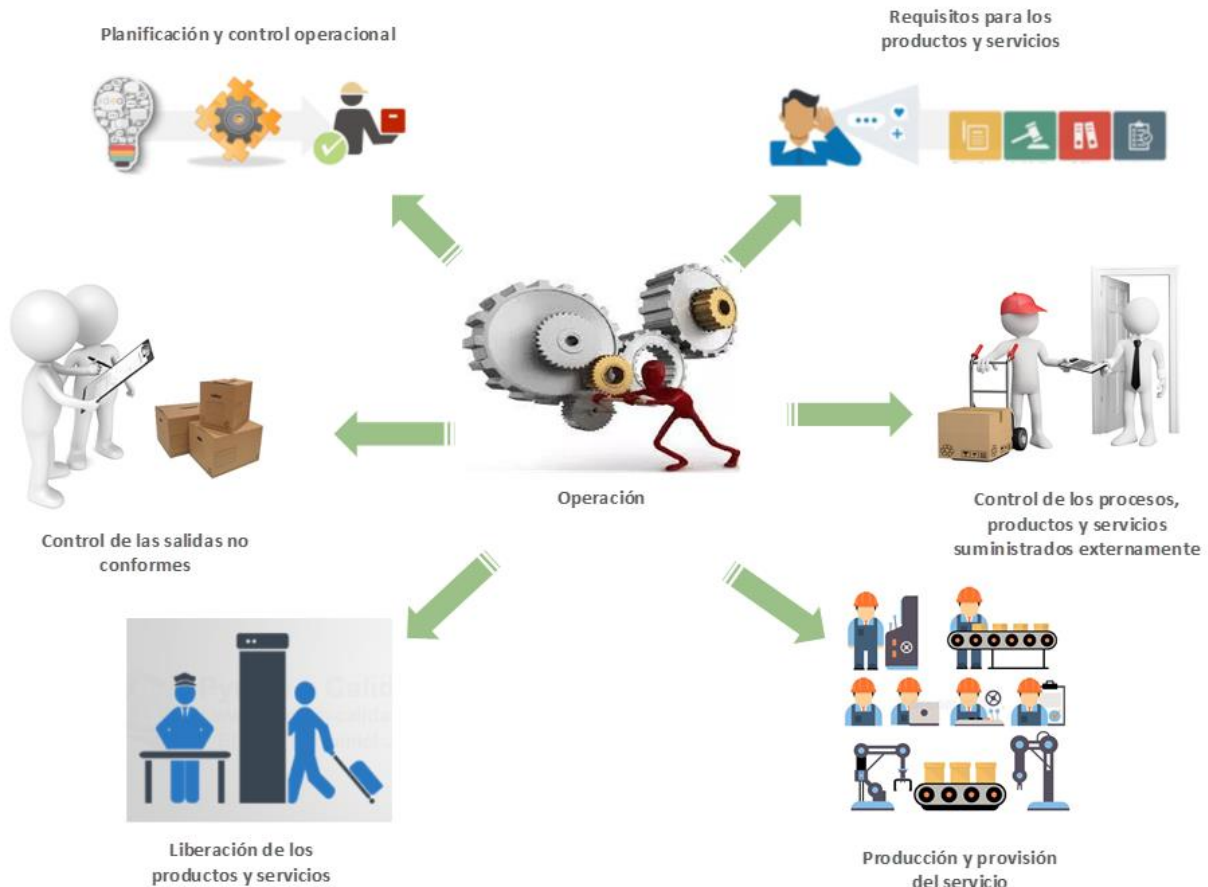 Planificación y control operacional
Requisitos para los
productos y servicios
Operación
Control de las salidas no
conformes
Control de los procesos,
productos y servicios
suministrados externamente
Liberación de los
productos y servicios
Producción y provisión
del servicio